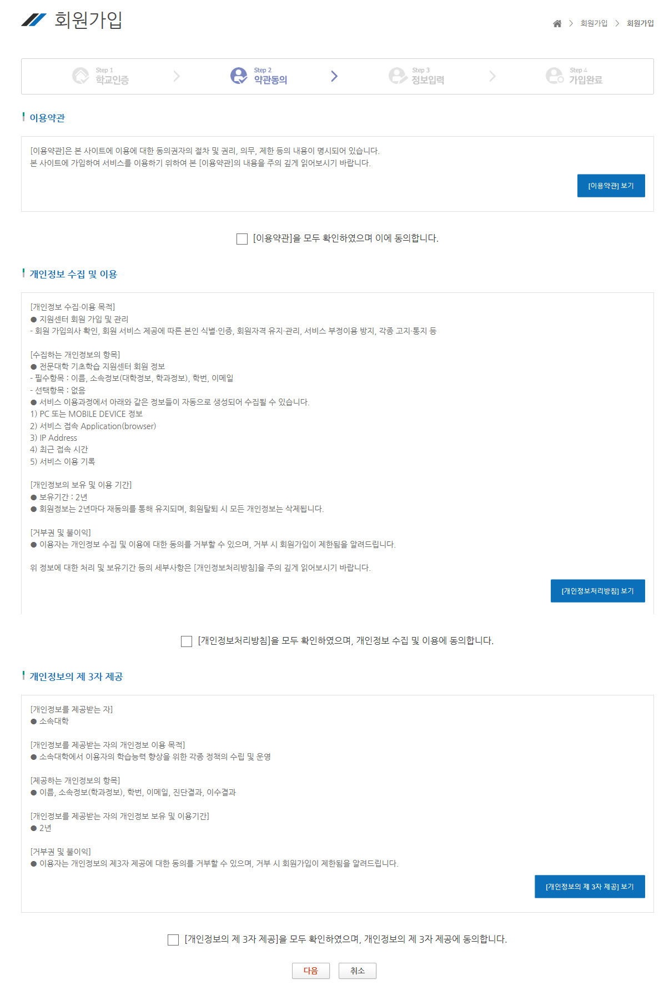 회원가입
회원가입 > 회원가입
Step 1
학교인증
Step 2
약관동의
Step 3
정보입력
Step 4
가입완료
이용약관
[이용약관]은 본 사이트에 이용에 대한 동의권자의 절차 및 권리, 의무, 제한 등의 내용이 명시되어 있습니다.
본 사이트에 가입하여 서비스를 이용하기 위하여 본 [이용약관]의 내용을 주의 깊게 읽어보시기 바랍니다.
[이용약관] 보기
[이용약관]을 모두 확인하였으며 이에 동의합니다.
개인정보 수집 및 이용
[개인정보 수집·이용 목적]
● 지원센터 회원 가입 및 관리
- 회원 가입의사 확인, 회원 서비스 제공에 따른 본인 식별·인증, 회원자격 유지·관리, 서비스 부정이용 방지, 각종 고지·통지 등
[수집하는 개인정보의 항목]
● 전문대학 기초학습 지원센터 회원 정보
- 필수항목 : 이름, 소속정보(대학정보, 학과정보), 학번, 이메일
- 선택항목 : 없음
● 서비스 이용과정에서 아래와 같은 정보들이 자동으로 생성되어 수집될 수 있습니다.
1) PC 또는 MOBILE DEVICE 정보
2) 서비스 접속 Application(browser)
3) IP Address
4) 최근 접속 시간
5) 서비스 이용 기록
[개인정보의 보유 및 이용 기간]
● 보유기간 : 2년
● 회원정보는 2년마다 재동의를 통해 유지되며, 회원탈퇴 시 모든 개인정보는 삭제됩니다.
[거부권 및 불이익]
● 이용자는 개인정보 수집 및 이용에 대한 동의를 거부할 수 있으며, 거부 시 회원가입이 제한됨을 알려드립니다.
위 정보에 대한 처리 및 보유기간 등의 세부사항은 [개인정보처리방침]을 주의 깊게 읽어보시기 바랍니다.
[개인정보처리방침] 보기
[개인정보처리방침]을 모두 확인하였으며, 개인정보 수집 및 이용에 동의합니다.
개인정보의 제 3자 제공
[개인정보를 제공받는 자]
● 소속대학
[개인정보를 제공받는 자의 개인정보 이용 목적]
● 소속대학에서 이용자의 학습능력 향상을 위한 각종 정책의 수립 및 운영
[제공하는 개인정보의 항목]
● 이름, 소속정보(학과정보), 학번, 이메일, 진단결과, 이수결과
[개인정보를 제공받는 자의 개인정보 보유 및 이용기간]
● 2년
[거부권 및 불이익]
● 이용자는 개인정보의 제3자 제공에 대한 동의를 거부할 수 있으며, 거부 시 회원가입이 제한됨을 알려드립니다.
[개인정보의 제 3자 제공] 보기
[개인정보의 제 3자 제공]을 모두 확인하였으며, 개인정보의 제 3자 제공에 동의합니다.
다음
취소